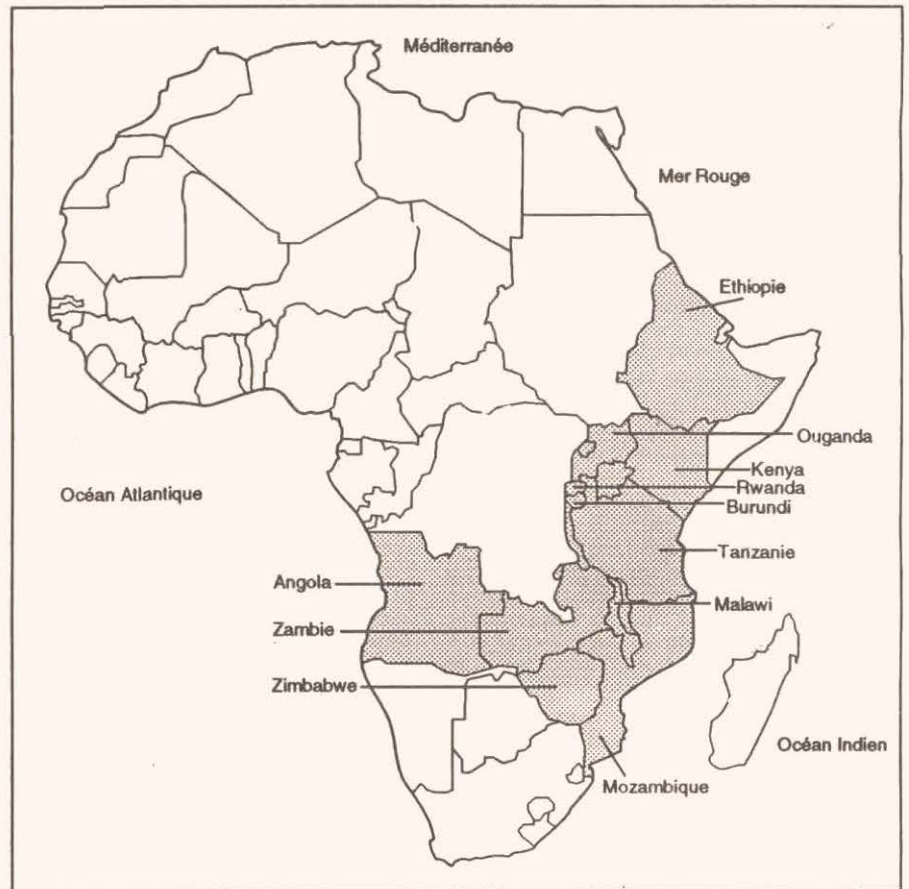 Méditerranée
Mer Rouge
Ethiopie
Ouganda
Kenya
Rwanda
Burundi
Océan Atlantique
Tanzanie
Angola
Malawi
Zambie
Zimbabwe
Océan Indien
Mozambique